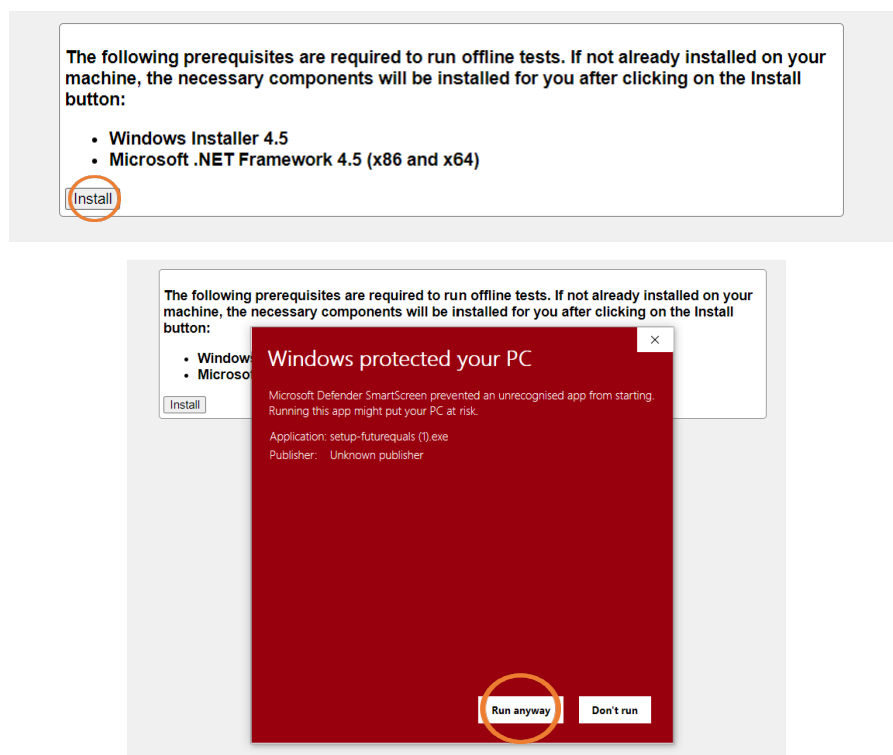 The following prerequisites are required to run offline tests. If not already installed on your
machine, the necessary components will be installed for you after clicking on the Install
button:
• Windows Installer 4.5
• Microsoft .NET Framework 4.5 (x86 and x64)
Install
The following prerequisites are required to run offline tests. If not already installed on your
machine, the necessary components will be installed for you after clicking on the Install
button:
• Window
• Microso
Install
Windows protected your PC
Microsoft Defender SmartScreen prevented an unrecognised app from starting.
Running this app might put your PC at risk.
Application: setup-futurequals (1).exe
Publisher: Unknown publisher
Run anyway Don't run